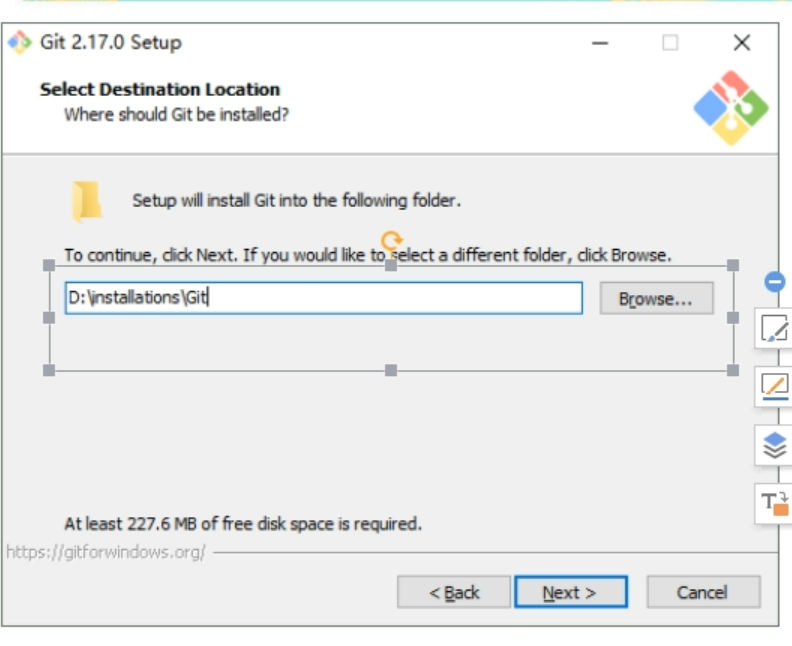 Git 2.17.0 Setup
Select Destination Location
Where should Git be installed?
Setup will install Git into the following folder.
To continue, click Next. If you would like to select a different folder, click Browse.
D:\installations\Git
Browse...
At least 227.6 MB of free disk space is required.
https://gitforwindows.org/
< Back
Next >
Cancel